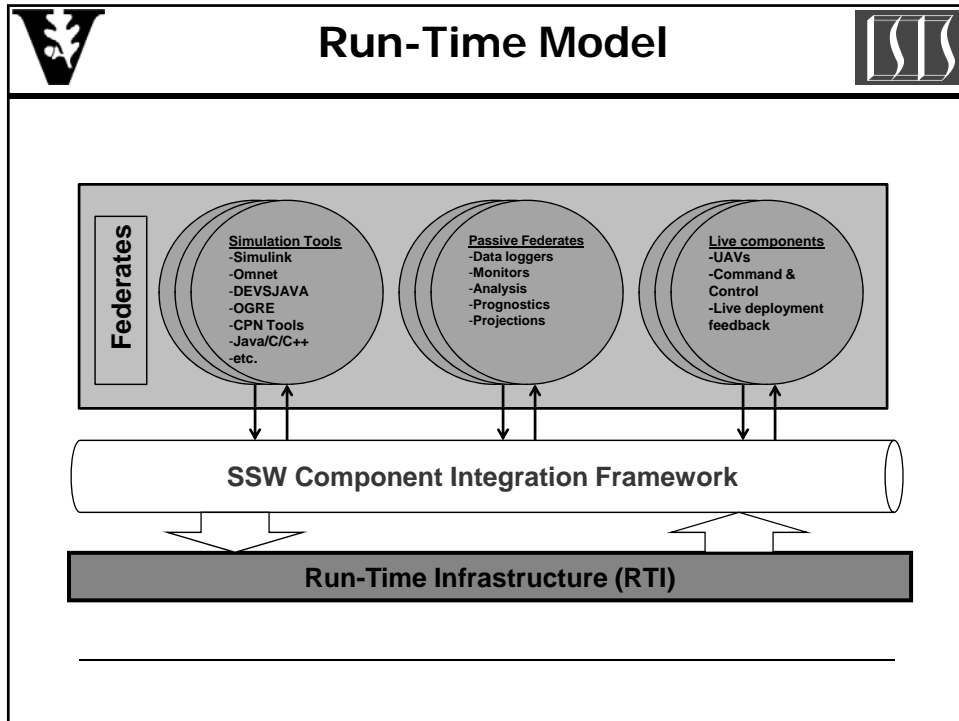 Run-Time Model
ISIS
Federates
Simulation Tools
-Simulink
-Omnet
-DEVSJAVA
-OGRE
-CPN Tools
-Java/C/C++
-etc.
Passive Federates
-Data loggers
-Monitors
-Analysis
-Prognostics
-Projections
Live components
-UAVs
-Command &
Control
-Live deployment
feedback
SSW Component Integration Framework
Run-Time Infrastructure (RTI)